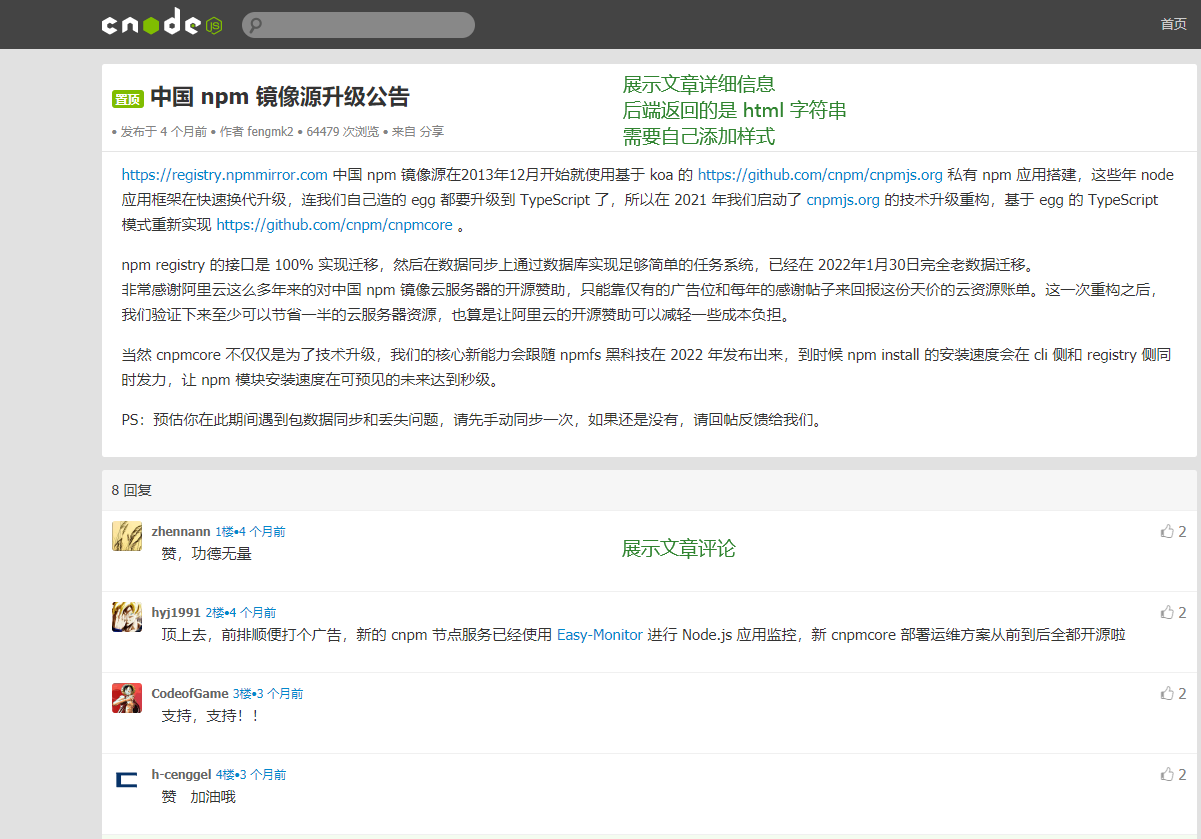 cnode JS
首页
置顶 中国 npm 镜像源升级公告
• 发布于 4 个月前 • 作者 fengmk2 • 64479 次浏览 • 来自 分享
展示文章详细信息
后端返回的是 html 字符串
需要自己添加样式
https://registry.npmmirror.com 中国 npm 镜像源在2013年12月开始就使用基于 koa 的 https://github.com/cnpm/cnpmjs.org 私有 npm 应用搭建，这些年 node
应用框架在快速换代升级，连我们自己造的 egg 都要升级到 TypeScript 了，所以在 2021 年我们启动了 cnpmjs.org 的技术升级重构，基于 egg 的 TypeScript
模式重新实现 https://github.com/cnpm/cnpmcore 。
npm registry 的接口是 100% 实现迁移，然后在数据同步上通过数据库实现足够简单的任务系统，已经在 2022年1月30日完全老数据迁移。
非常感谢阿里云这么多年来的对中国 npm 镜像云服务器的开源赞助，只能靠仅有的广告位和每年的感谢帖子来回报这份天价的云资源账单。这一次重构之后，
我们验证下来至少可以节省一半的云服务器资源，也算是让阿里云的开源赞助可以减轻一些成本负担。
当然 cnpmcore 不仅仅是为了技术升级，我们的核心新能力会跟随 npmfs 黑科技在 2022 年发布出来，到时候 npm install 的安装速度会在 cli 侧和 registry 侧同
时发力，让 npm 模块安装速度在可预见的未来达到秒级。
PS：预估你在此期间遇到包数据同步和丢失问题，请先手动同步一次，如果还是没有，请回帖反馈给我们。
8 回复
zhennann 1楼•4 个月前
2
赞，功德无量
展示文章评论
hyj1991 2楼•4 个月前
2
顶上去，前排顺便打个广告，新的 cnpm 节点服务已经使用 Easy-Monitor 进行 Node.js 应用监控，新 cnpmcore 部署运维方案从前到后全都开源啦
CodeofGame 3楼•3 个月前
2
支持，支持！！
h-cenggel 4楼•3 个月前
2
赞 加油哦